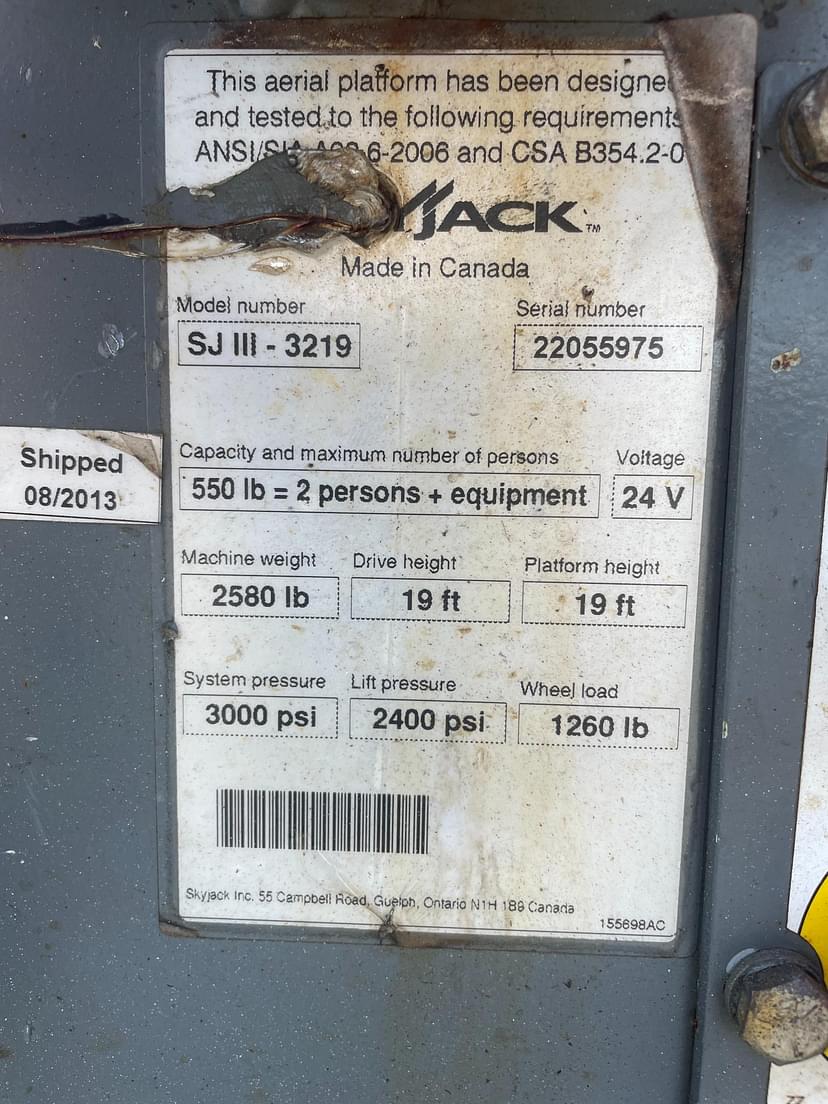 This aerial platform has been designe
and tested to the following requirements
ANSI/SIA A92.6-2006 and CSA B354.2-0
JACK™
Made in Canada
Model number Serial number
SJ III - 3219 22055975
Shipped
08/2013
Capacity and maximum number of persons Voltage
550 lb = 2 persons + equipment 24 V
Machine weight Drive height Platform height
2580 lb 19 ft 19 ft
System pressure Lift pressure Wheel load
3000 psi 2400 psi 1260 lb
Skyjack Inc. 55 Campbell Road, Guelph, Ontario N1H 1B9 Canada
155698AC